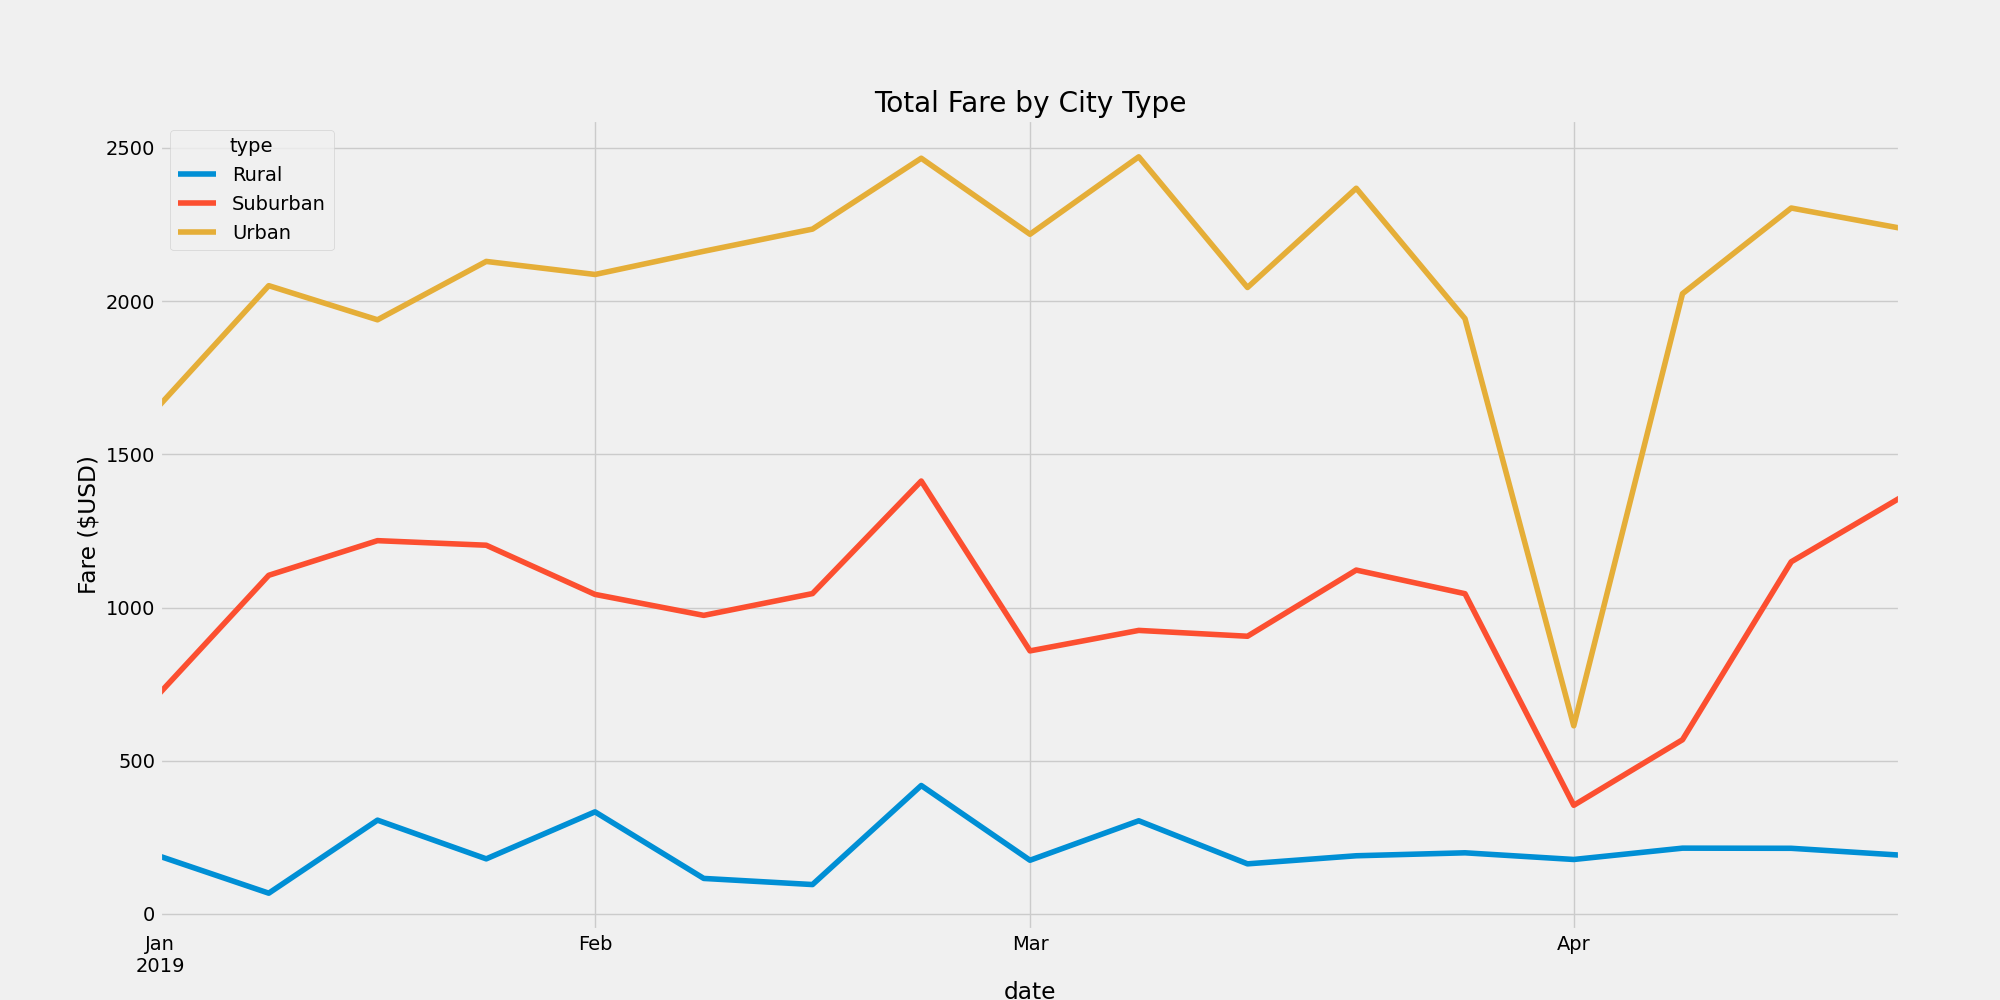 Total Fare by City Type
type
Rural
Suburban
Urban
Fare ($USD)
2500
2000
1500
1000
500
0
Jan Feb Mar Apr
2019
date